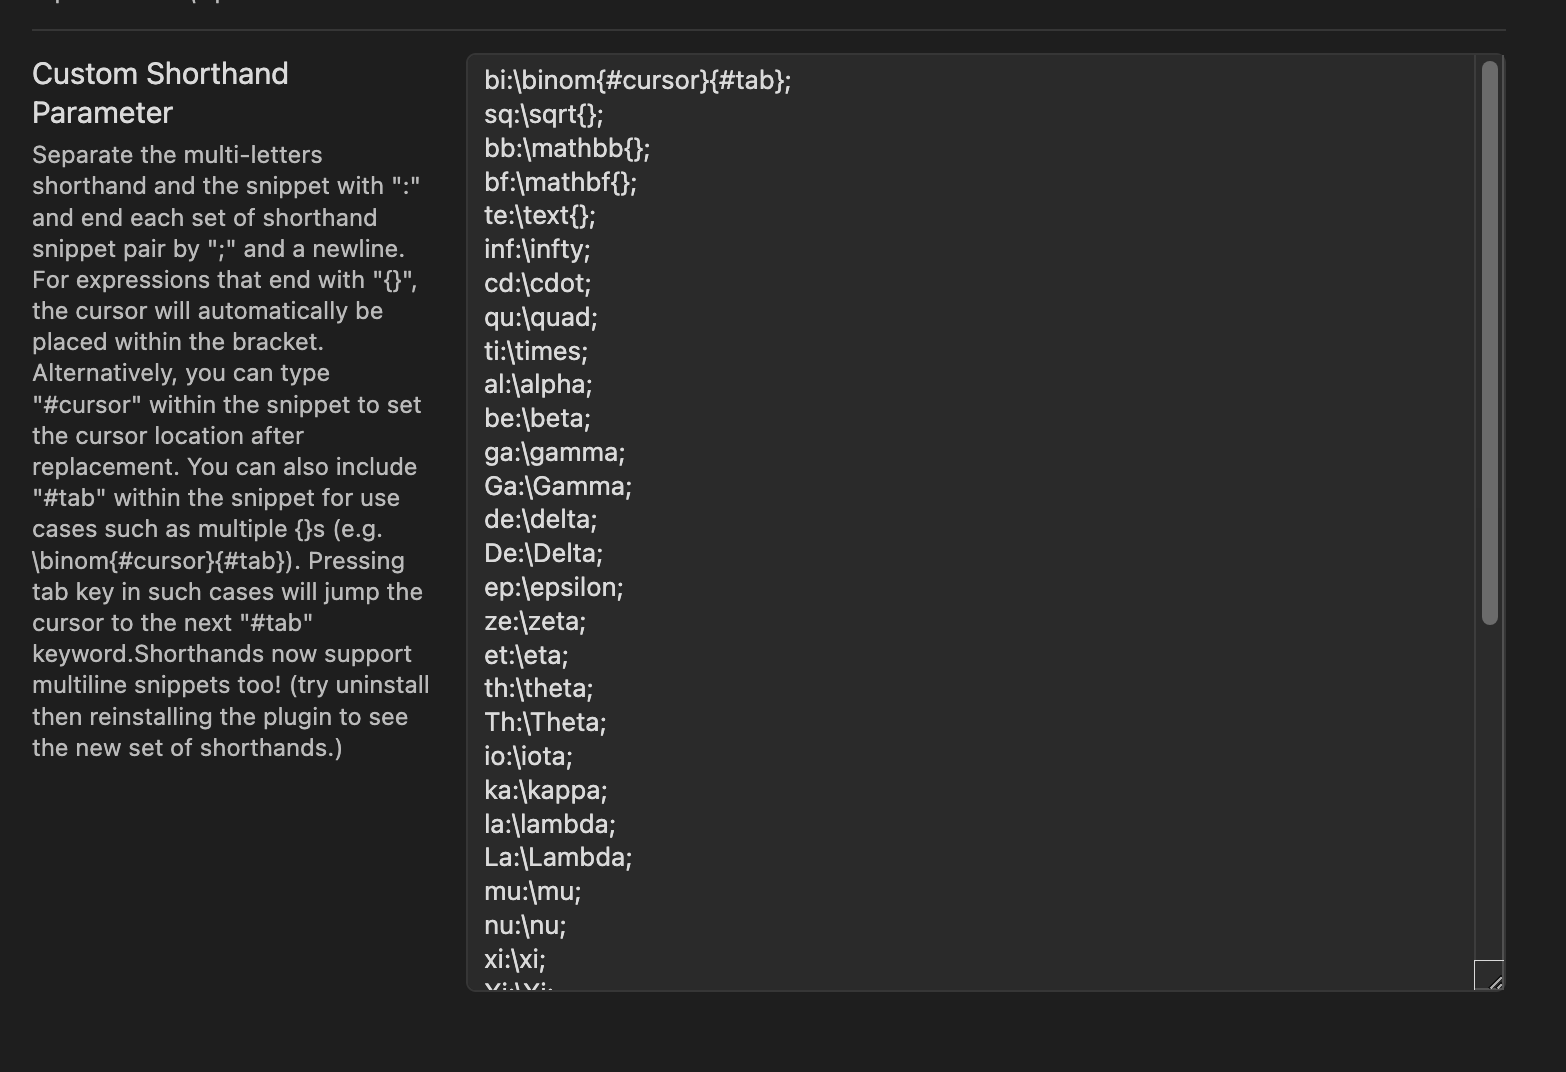 Custom Shorthand
Parameter
Separate the multi-letters
shorthand and the snippet with ":"
and end each set of shorthand
snippet pair by ";" and a newline.
For expressions that end with "{}",
the cursor will automatically be
placed within the bracket.
Alternatively, you can type
"#cursor" within the snippet to set
the cursor location after
replacement. You can also include
"#tab" within the snippet for use
cases such as multiple {}s (e.g.
\binom{#cursor}{#tab}). Pressing
tab key in such cases will jump the
cursor to the next "#tab"
keyword.Shorthands now support
multiline snippets too! (try uninstall
then reinstalling the plugin to see
the new set of shorthands.)
bi:\binom{#cursor}{#tab};
sq:\sqrt{};
bb:\mathbb{};
bf:\mathbf{};
te:\text{};
inf:\infty;
cd:\cdot;
qu:\quad;
ti:\times;
al:\alpha;
be:\beta;
ga:\gamma;
Ga:\Gamma;
de:\delta;
De:\Delta;
ep:\epsilon;
ze:\zeta;
et:\eta;
th:\theta;
Th:\Theta;
io:\iota;
ka:\kappa;
la:\lambda;
La:\Lambda;
mu:\mu;
nu:\nu;
xi:\xi;
Xi:\Xi;